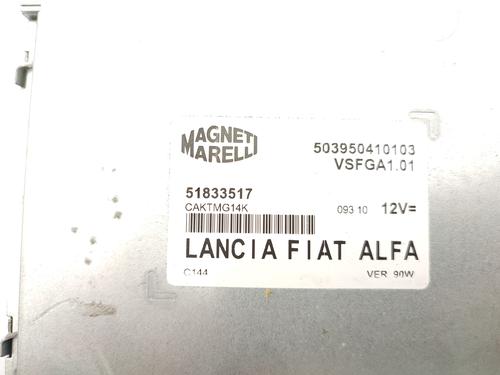 MAGNETI
MARELLI
503950410103
VSFGA1.01
51833517
CAKTMG14K
093 10 12V=
LANCIA FIAT ALFA
C144 VER 90W